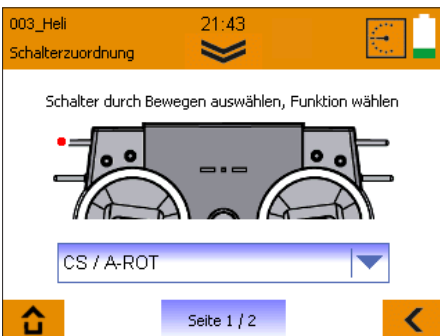 003_Heli
21:43
Schalterzuordnung
Schalter durch Bewegen auswählen, Funktion wählen
CS / A-ROT
Seite 1 / 2